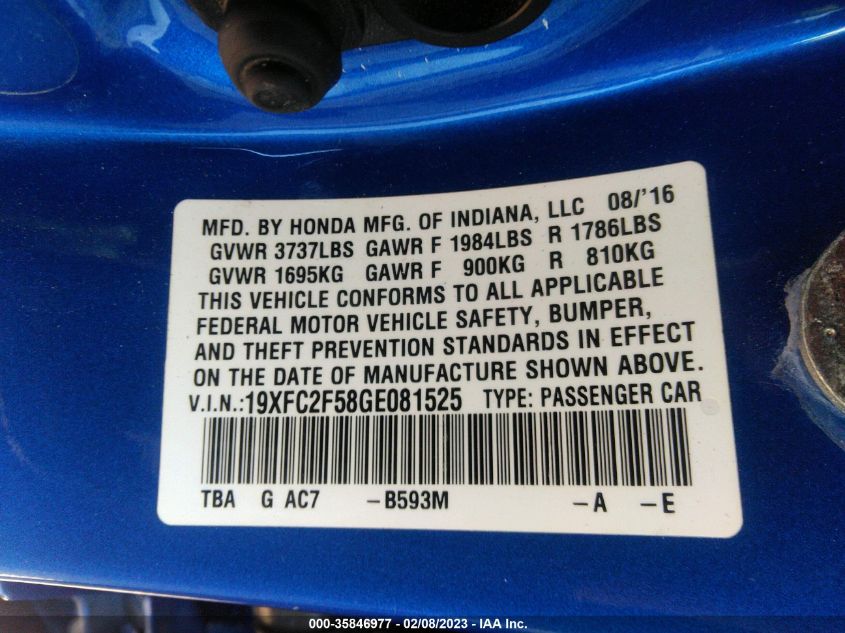 MFD. BY HONDA MFG. OF INDIANA, LLC 08/'16
GVWR 3737LBS GAWR F 1984LBS R 1786LBS
GVWR 1695KG GAWR F 900KG R 810KG
THIS VEHICLE CONFORMS TO ALL APPLICABLE
FEDERAL MOTOR VEHICLE SAFETY, BUMPER,
AND THEFT PREVENTION STANDARDS IN EFFECT
ON THE DATE OF MANUFACTURE SHOWN ABOVE.
V.I.N.:19XFC2F58GE081525 TYPE: PASSENGER CAR
TBA G AC7 -B593M -A -E
000-35846977 - 02/08/2023 - IAA Inc.